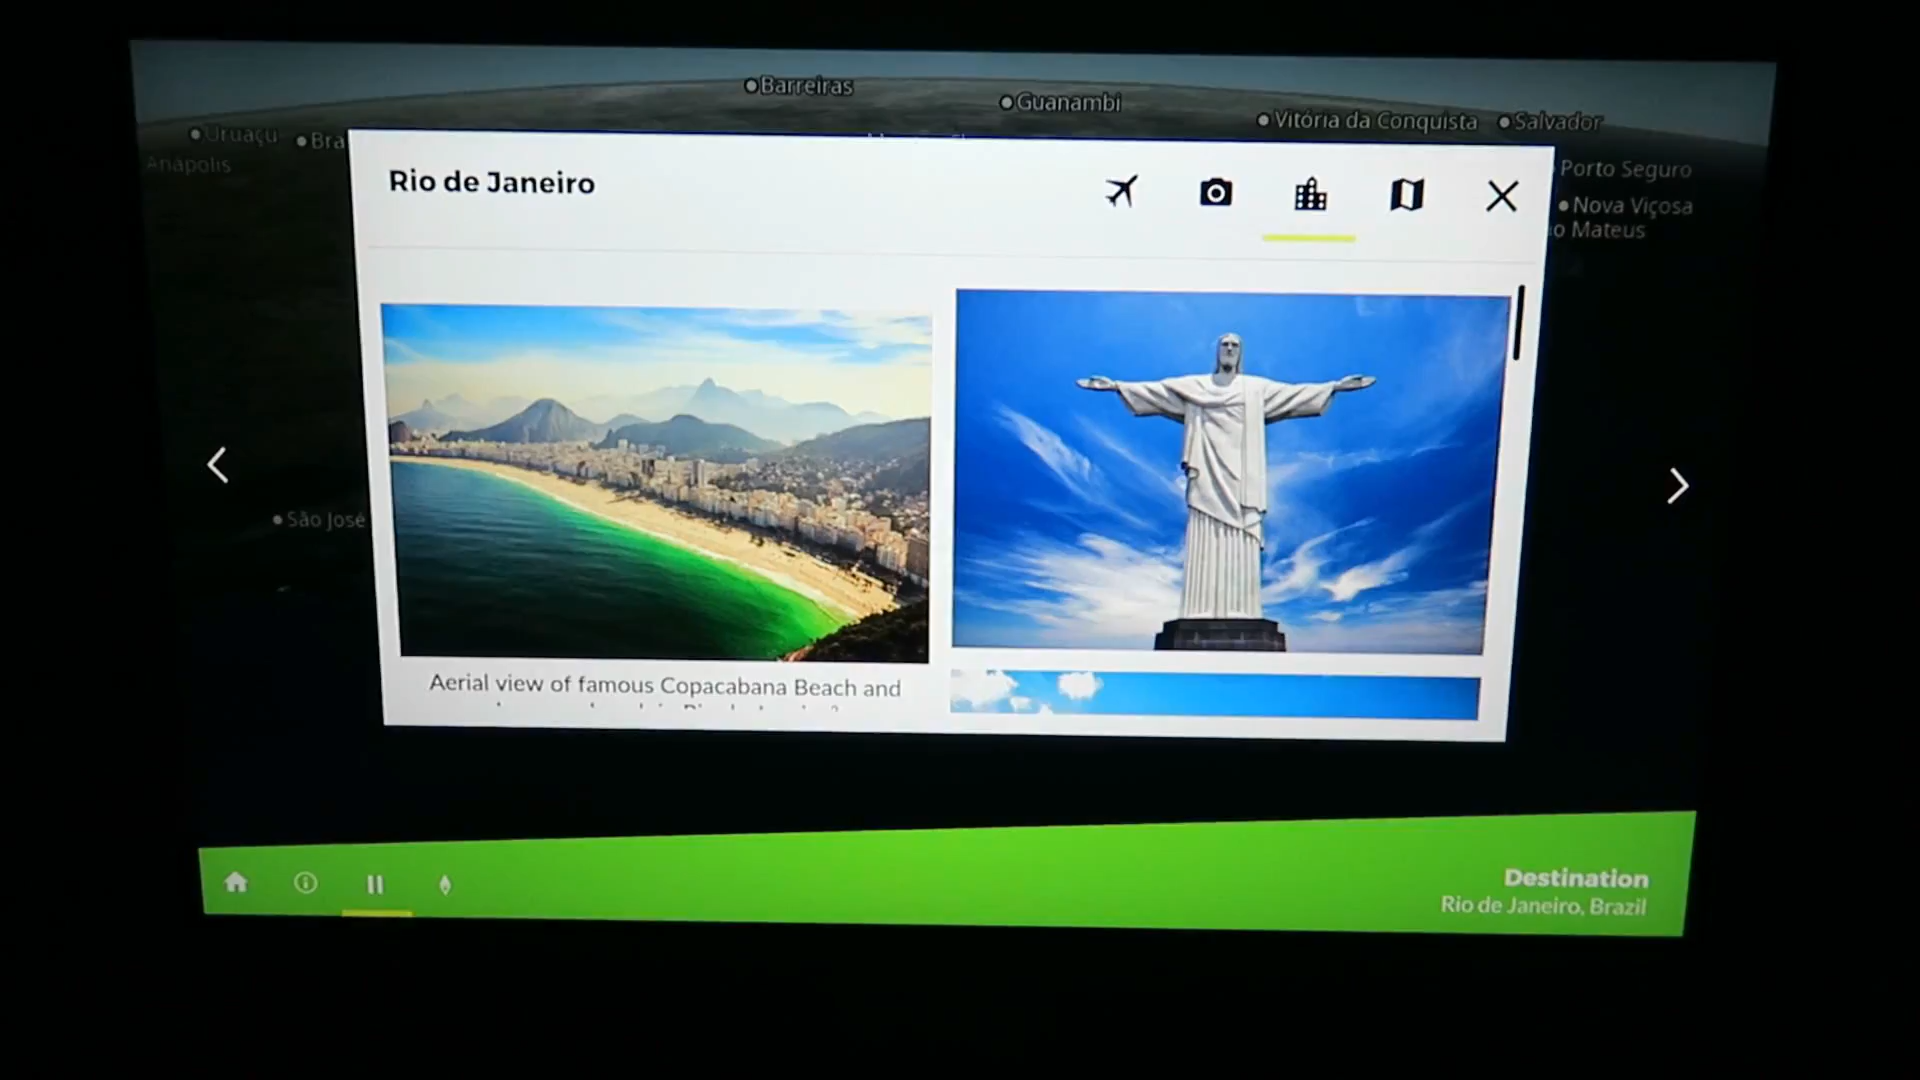 Barreiras
Guanambi
Vitória da Conquista
Salvador
Uruaçu
Bra
Anápolis
Porto Seguro
Nova Viçosa
o Mateus
Rio de Janeiro
São José
Aerial view of famous Copacabana Beach and
Destination
Rio de Janeiro, Brazil